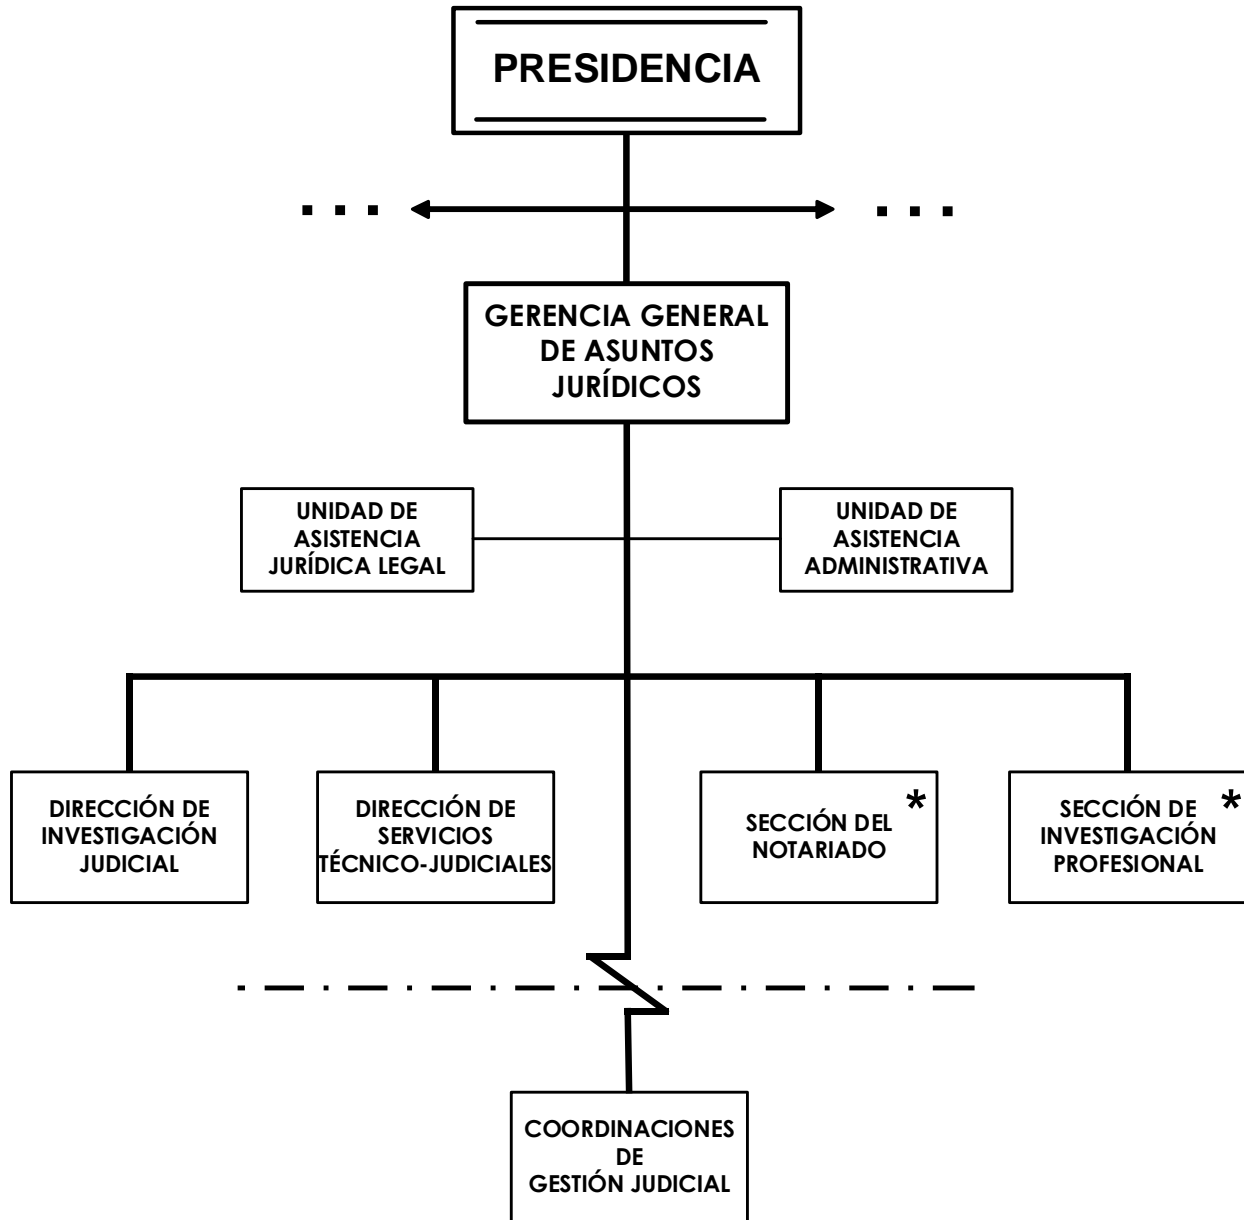 PRESIDENCIA
. . .
. . .
GERENCIA GENERAL
DE ASUNTOS
JURÍDICOS
UNIDAD DE
ASISTENCIA
JURÍDICA LEGAL
UNIDAD DE
ASISTENCIA
ADMINISTRATIVA
DIRECCIÓN DE
INVESTIGACIÓN
JUDICIAL
DIRECCIÓN DE
SERVICIOS
TÉCNICO-JUDICIALES
*
SECCIÓN DEL
NOTARIADO
*
SECCIÓN DE
INVESTIGACIÓN
PROFESIONAL
COORDINACIONES
DE
GESTIÓN JUDICIAL